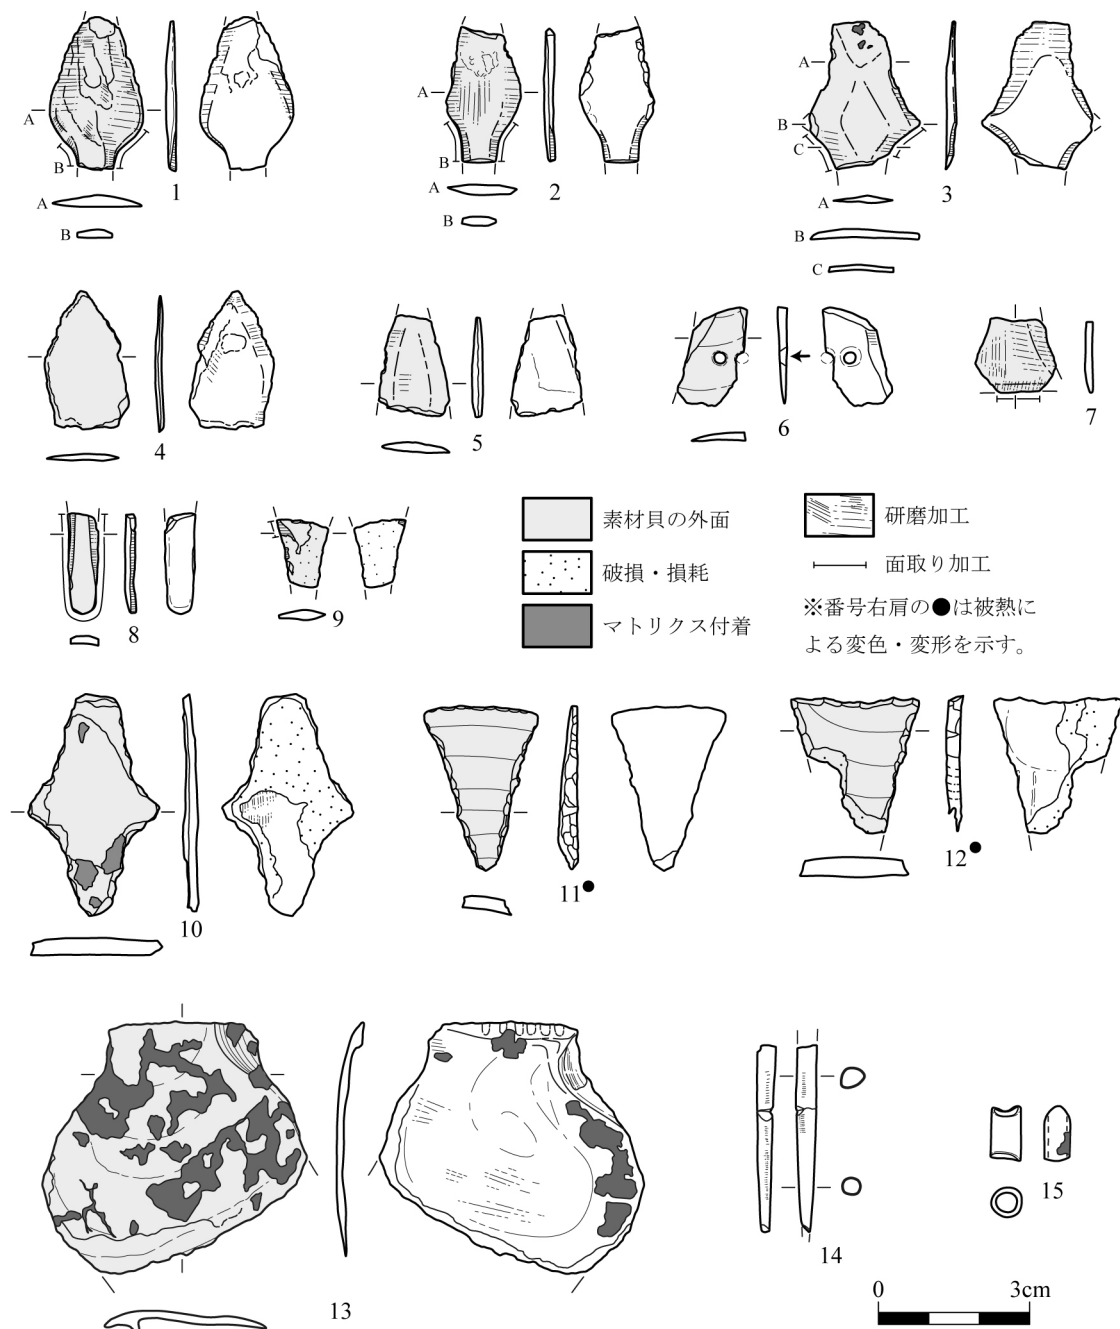 A
B
1
A
B
A
B
2
A
B
A
B
C
3
A
B
C
4
5
6
7
8
9
素材貝の外面
破損・損耗
マトリクス付着
研磨加工
面取り加工
※番号右肩の●は被熱に
よる変色・変形を示す。
10
11●
12●
13
14
15
0 3cm